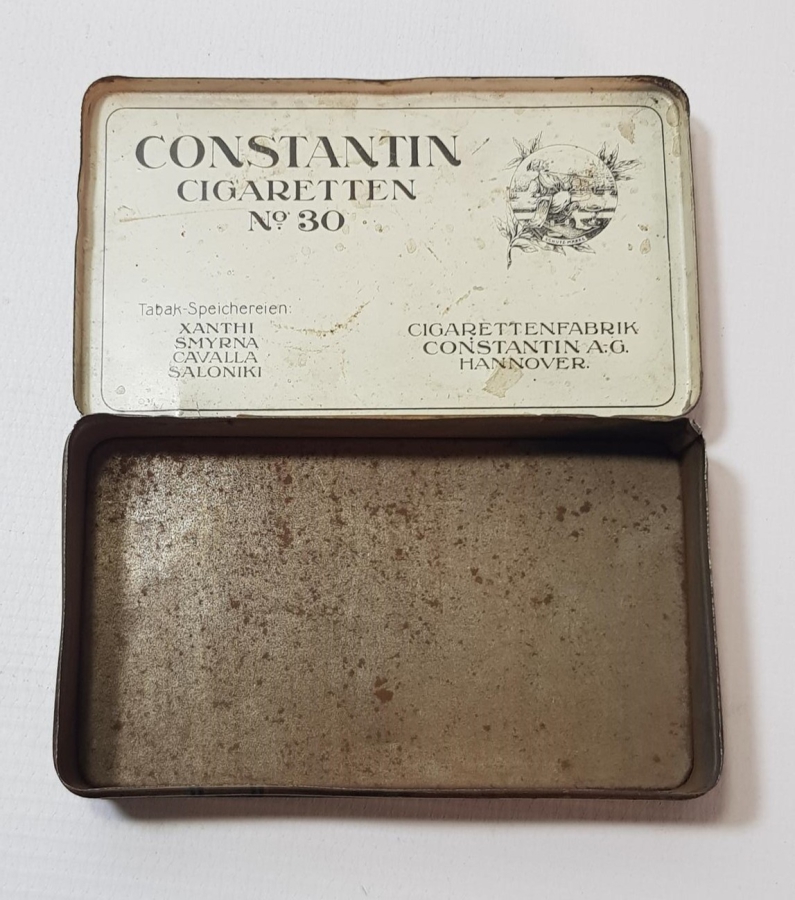 CONSTANTIN
CIGARETTEN
Nº 30
Tabak-Speichereien:
XANTHI
SMYRNA
CAVALLA
SALONIKI
CIGARETTENFABRIK
CONSTANTIN A:G.
HANNOVER.